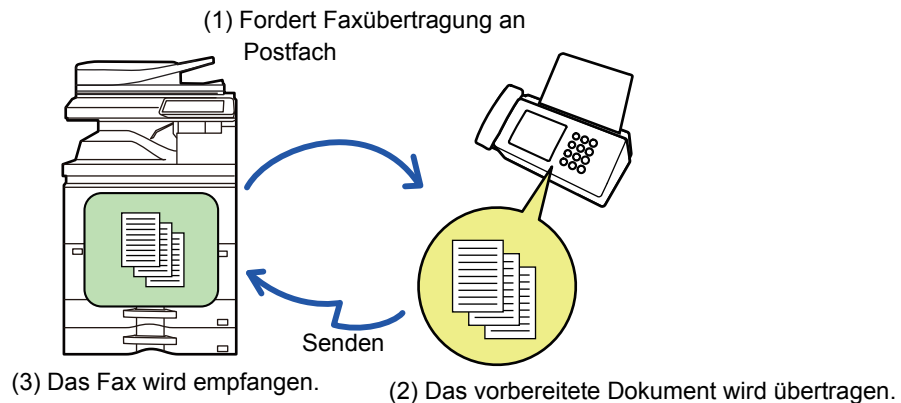 (1) Fordert Faxübertragung an
Postfach
Senden
(3) Das Fax wird empfangen.
(2) Das vorbereitete Dokument wird übertragen.